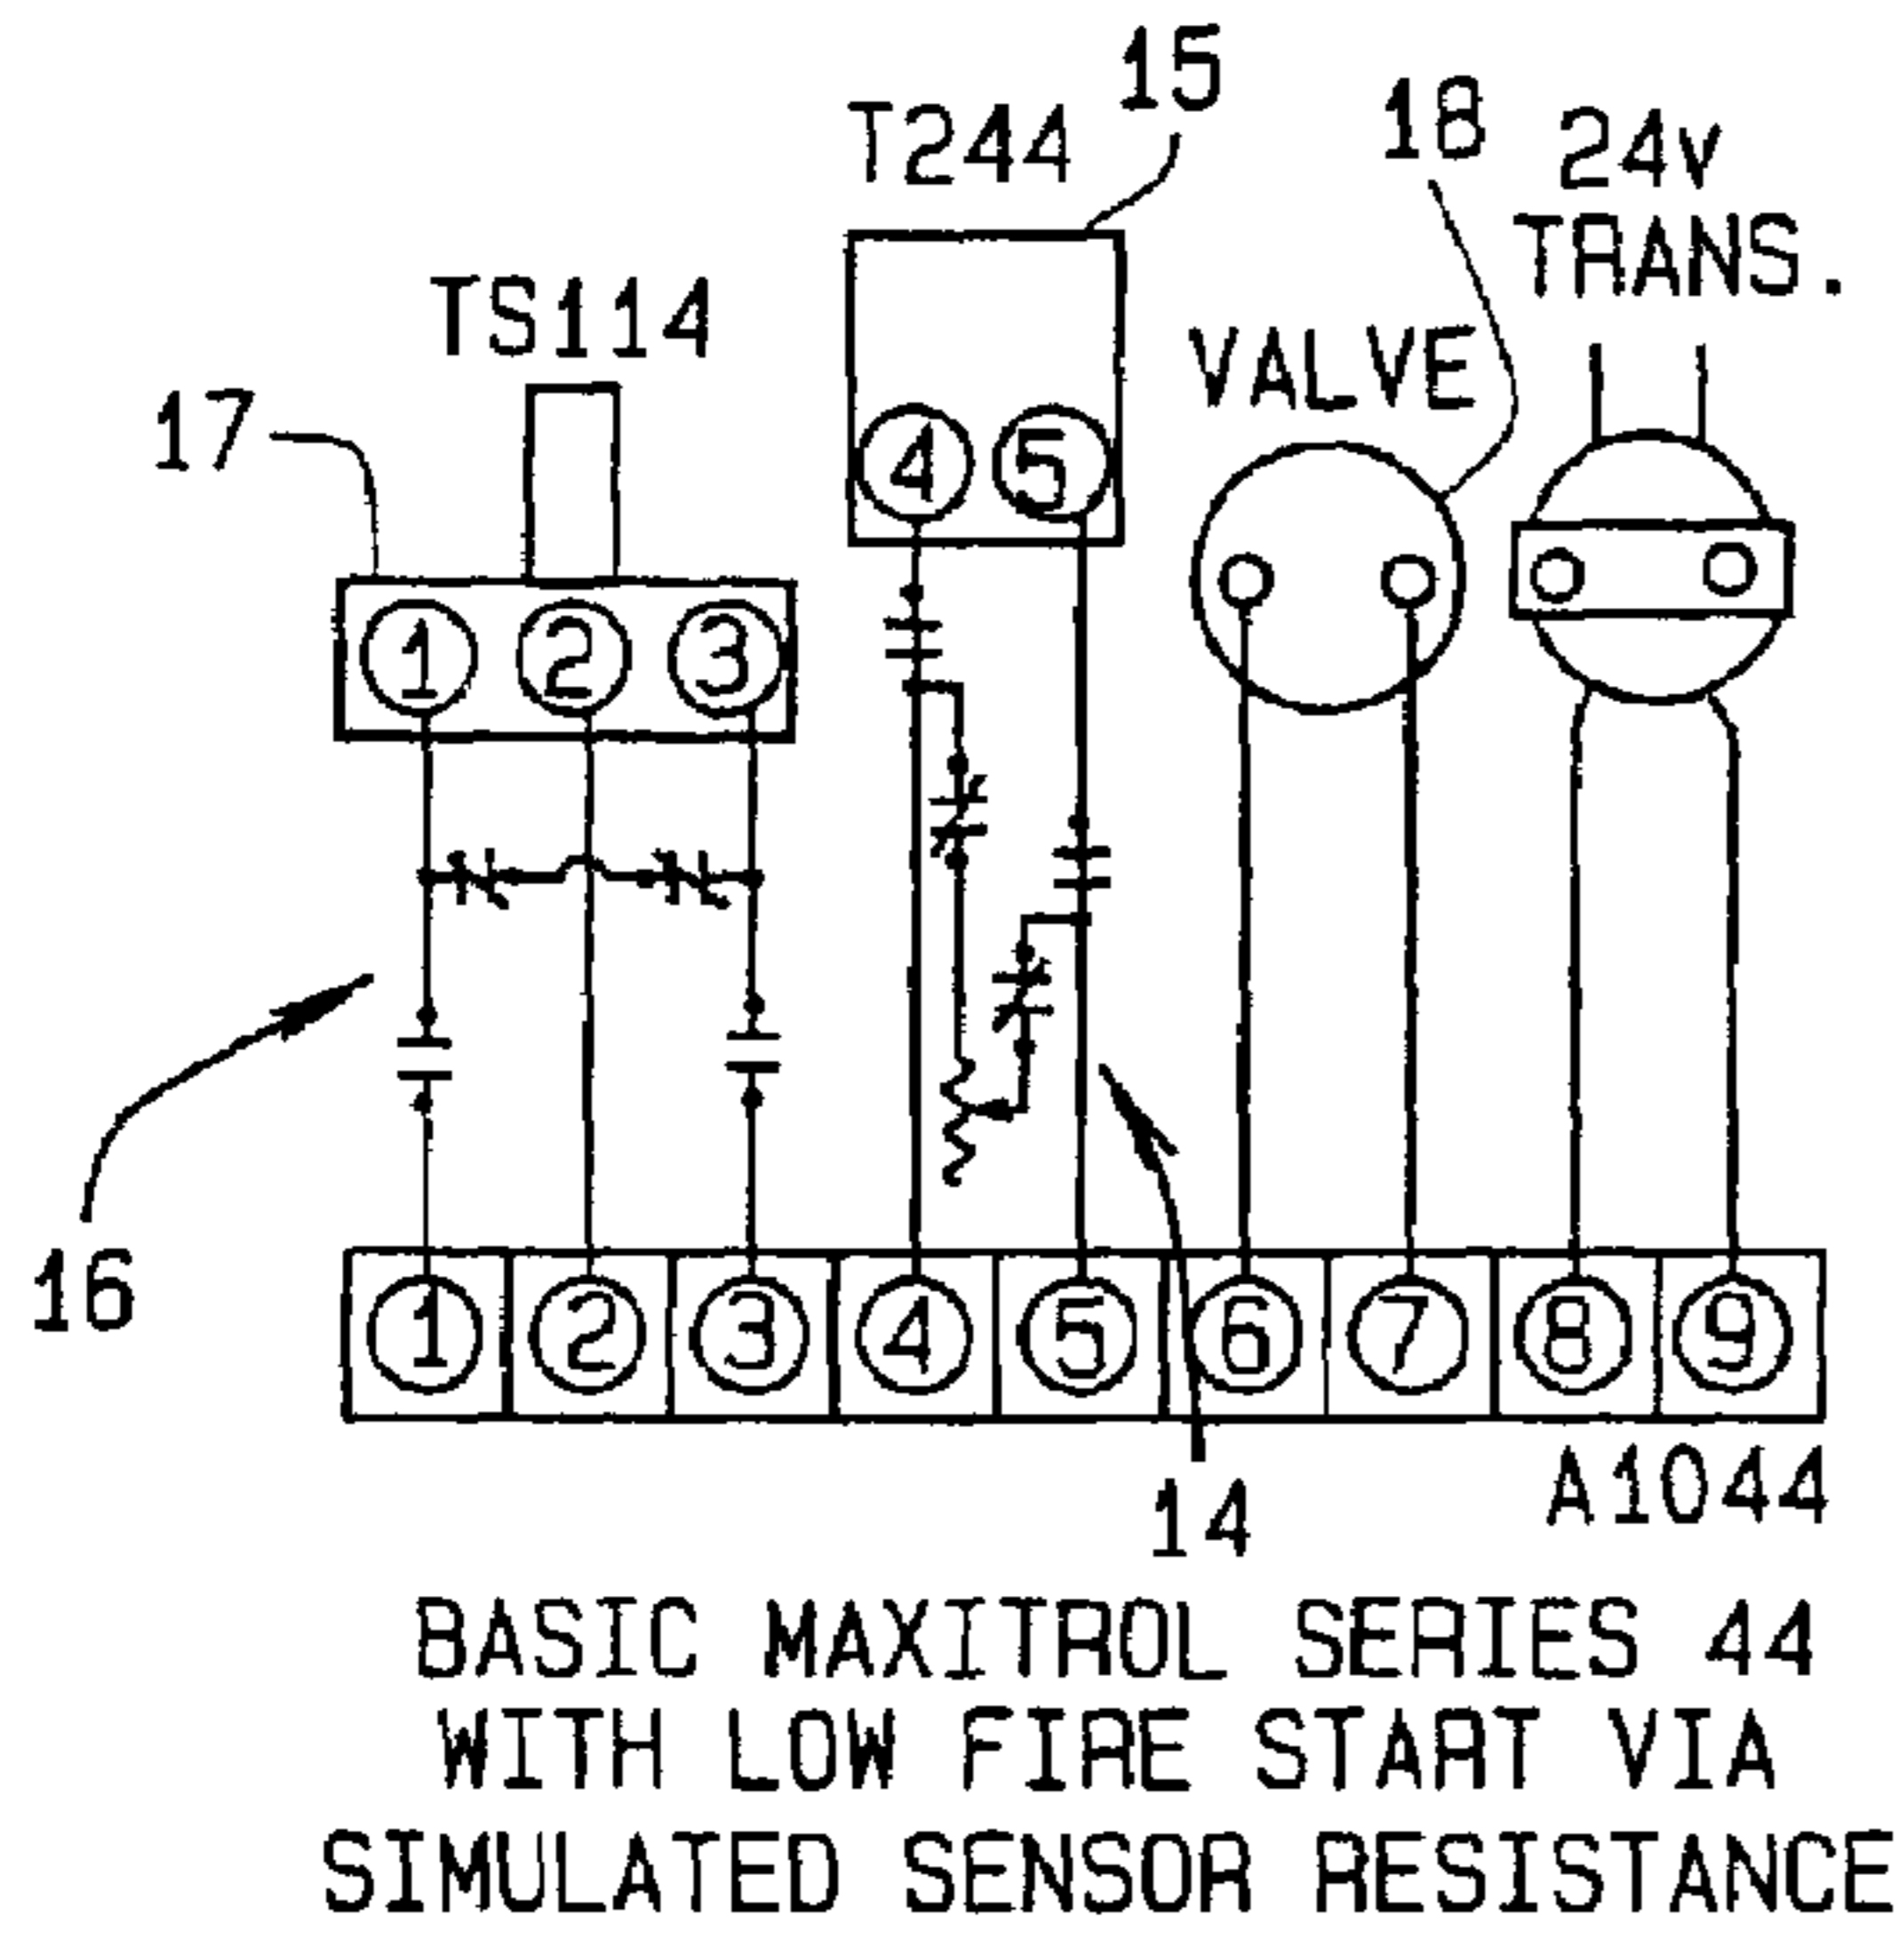 15
T244
18
24V
TRANS.
TS114
VALVE
17
4 5
1 2 3
16
1 2 3 4 5 6 7 8 9
A1044
14
BASIC MAXITROL SERIES 44
WITH LOW FIRE START VIA
SIMULATED SENSOR RESISTANCE